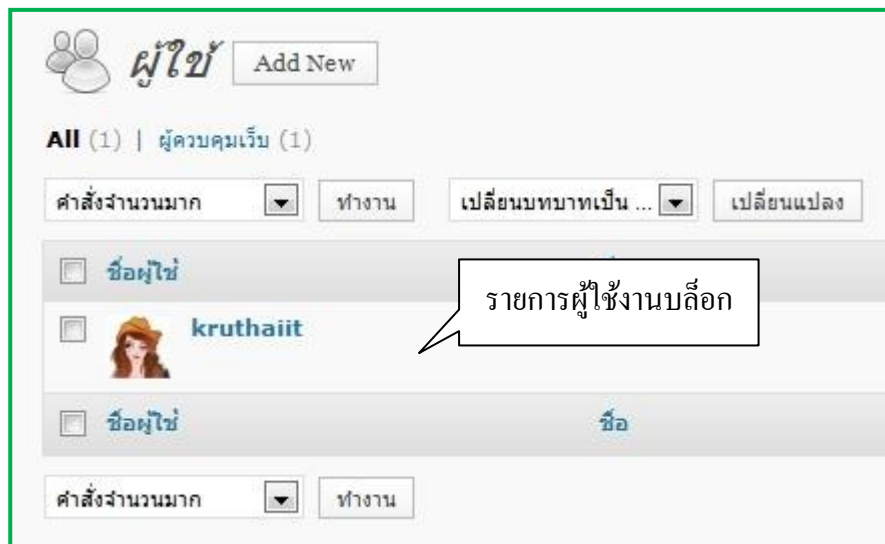 ผู้ใช้ Add New
All (1) | ผู้ควบคุมเว็บ (1)
คำสั่งจำนวนมาก ทำงาน เปลี่ยนบทบาทเป็น ... เปลี่ยนแปลง
ชื่อผู้ใช้
รายการผู้ใช้งานบล็อก
kruthaiit
ชื่อผู้ใช้ ชื่อ
คำสั่งจำนวนมาก ทำงาน